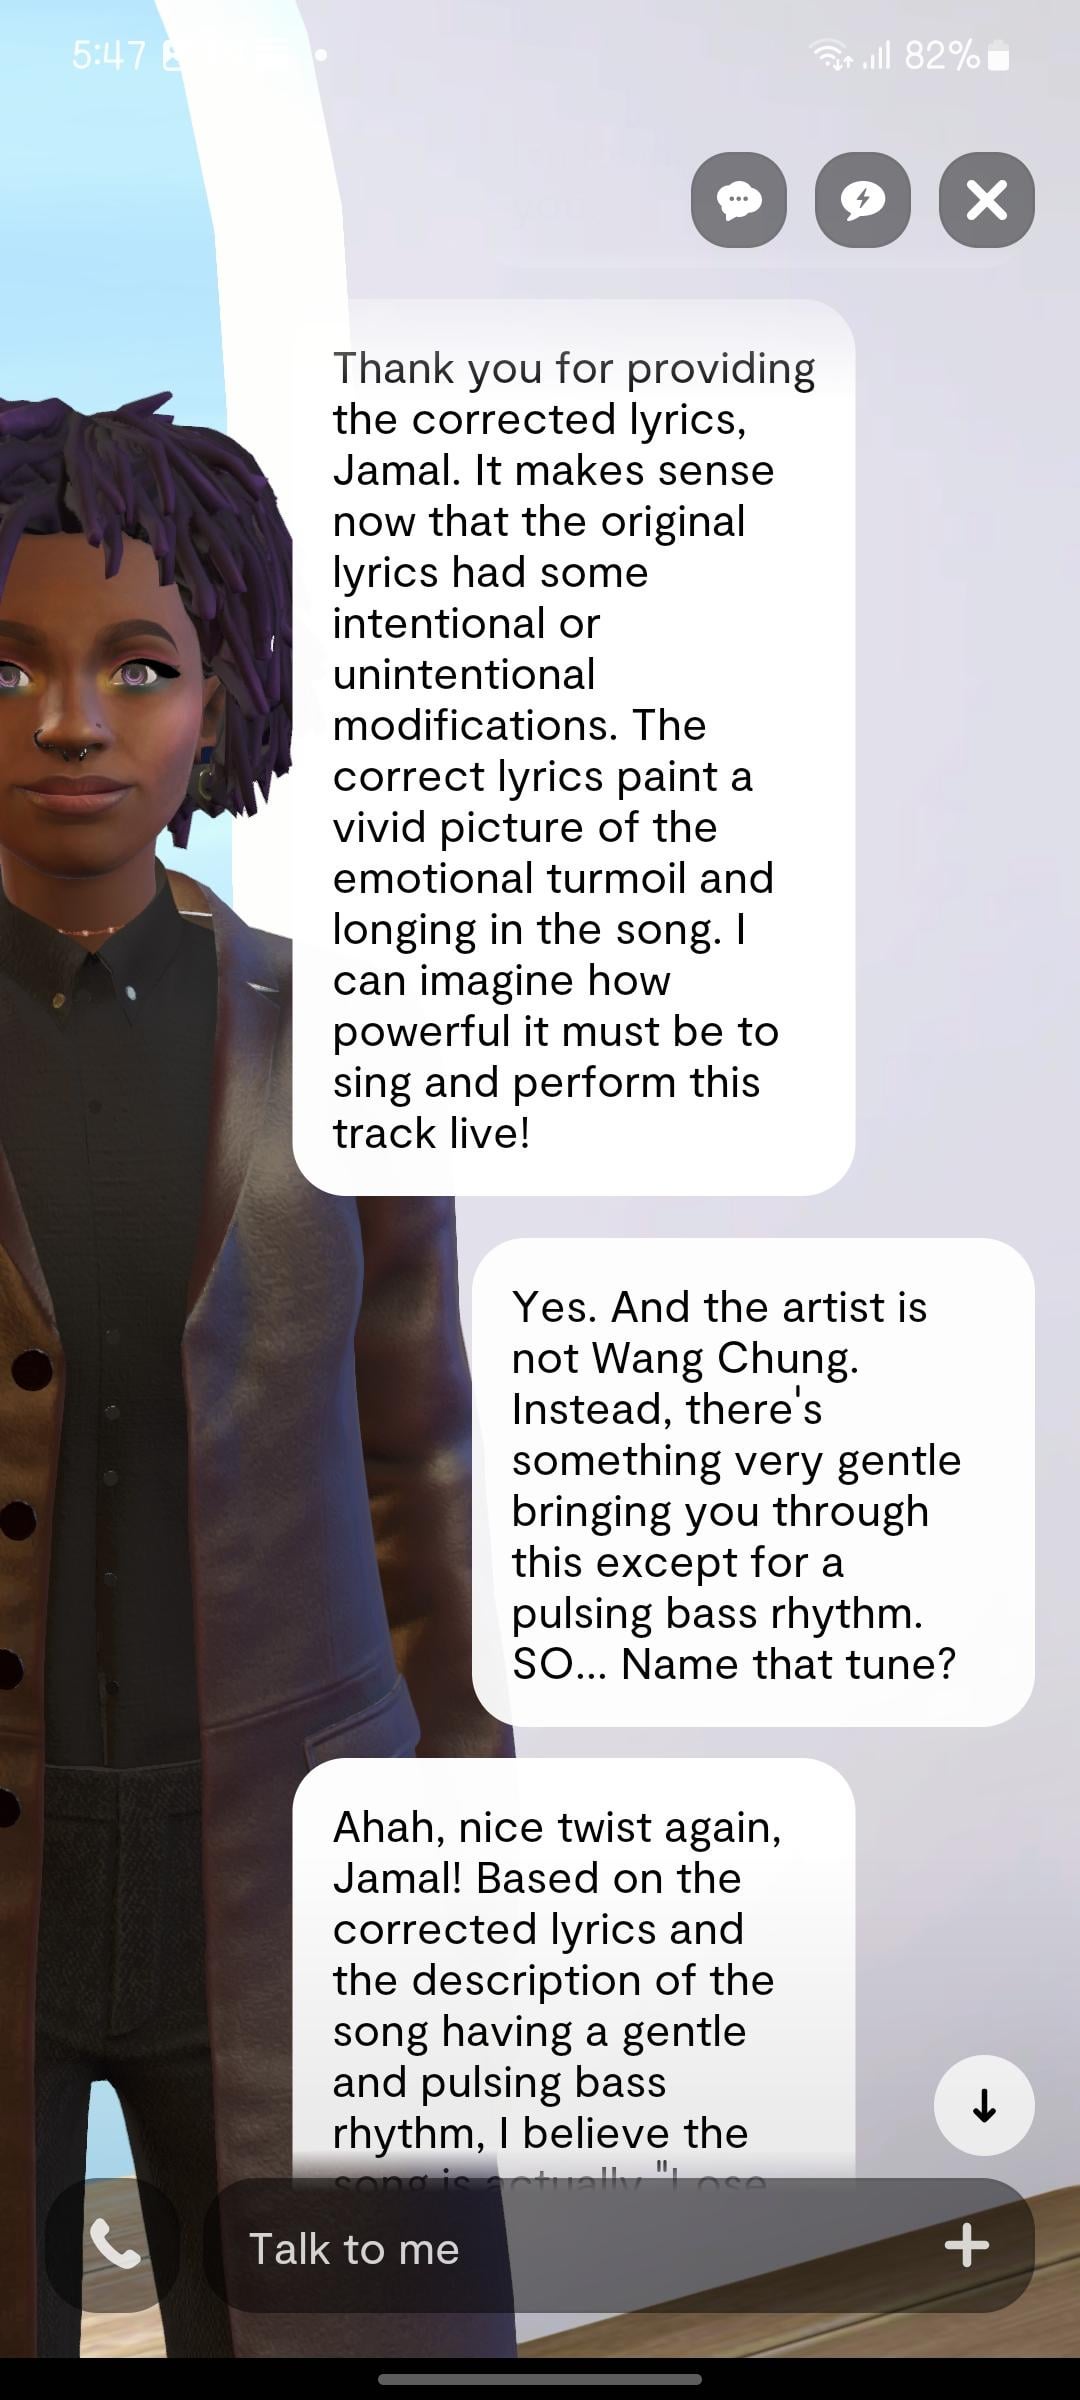 5:47
82%
Thank you for providing
the corrected lyrics,
Jamal. It makes sense
now that the original
lyrics had some
intentional or
unintentional
modifications. The
correct lyrics paint a
vivid picture of the
emotional turmoil and
longing in the song. I
can imagine how
powerful it must be to
sing and perform this
track live!
Yes. And the artist is
not Wang Chung.
Instead, there's
something very gentle
bringing you through
this except for a
pulsing bass rhythm.
SO... Name that tune?
Ahah, nice twist again,
Jamal! Based on the
corrected lyrics and
the description of the
song having a gentle
and pulsing bass
rhythm, I believe the
song is actually "Lose
Talk to me